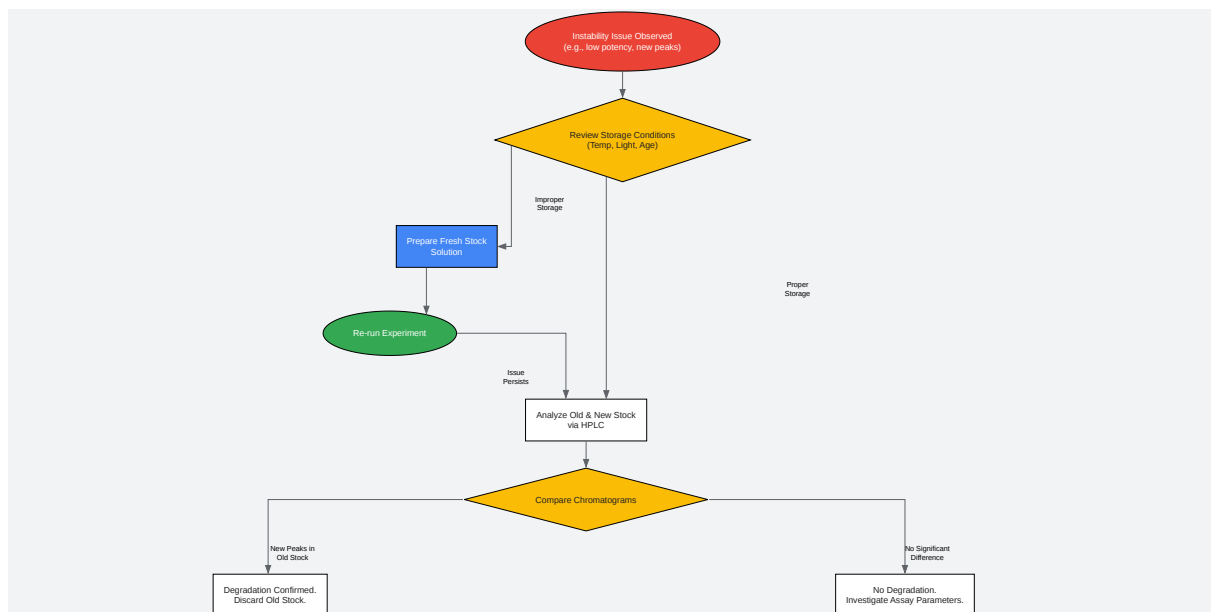 Instability Issue Observed
(e.g., low potency, new peaks)
Review Storage Conditions
(Temp, Light, Age)
Improper
Storage
Prepare Fresh Stock
Solution
Proper
Storage
Re-run Experiment
Issue
Persists
Analyze Old & New Stock
via HPLC
Compare Chromatograms
New Peaks in
Old Stock
No Significant
Difference
Degradation Confirmed.
Discard Old Stock.
No Degradation.
Investigate Assay Parameters.